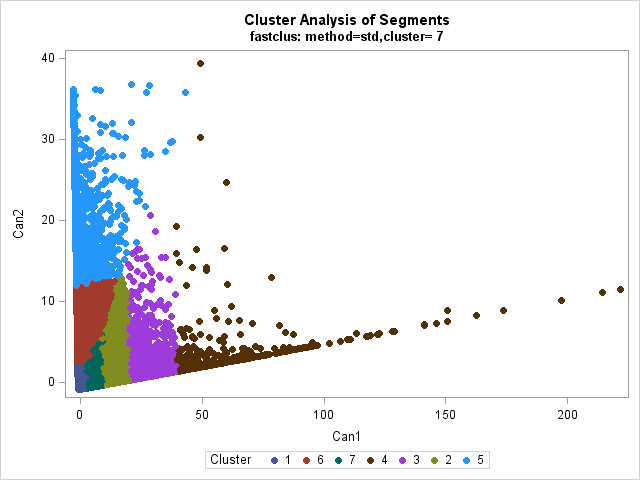 Cluster Analysis of Segments
fastclus: method=std,cluster= 7
40
30
20
10
0
Can2
0 50 100 150 200
Can1
Cluster 1 6 7 4 3 2 5